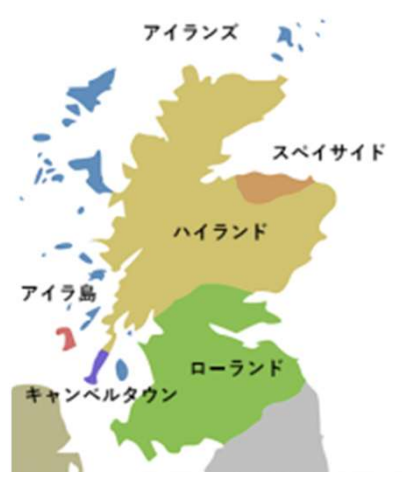 アイランズ
スペイサイド
ハイランド
アイラ島
ローランド
キャンベルタウン